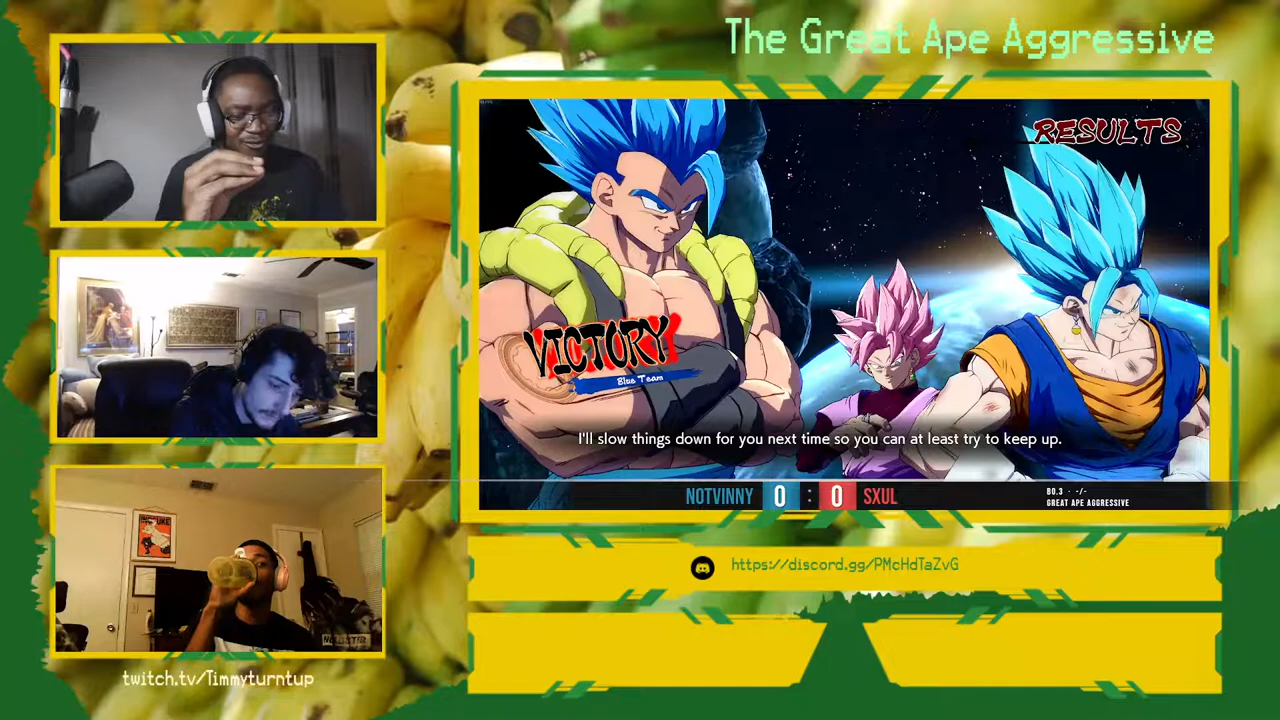 The Great Ape Aggressive
RESULTS
VICTORY
Blue Team
I'll slow things down for you next time so you can at least try to keep up.
NOTVINNY 0 : 0 SXUL
BO.3 - -/-
GREAT APE AGGRESSIVE
https://discord.gg/PMcHdTaZvG
twitch.tv/Timmyturntup